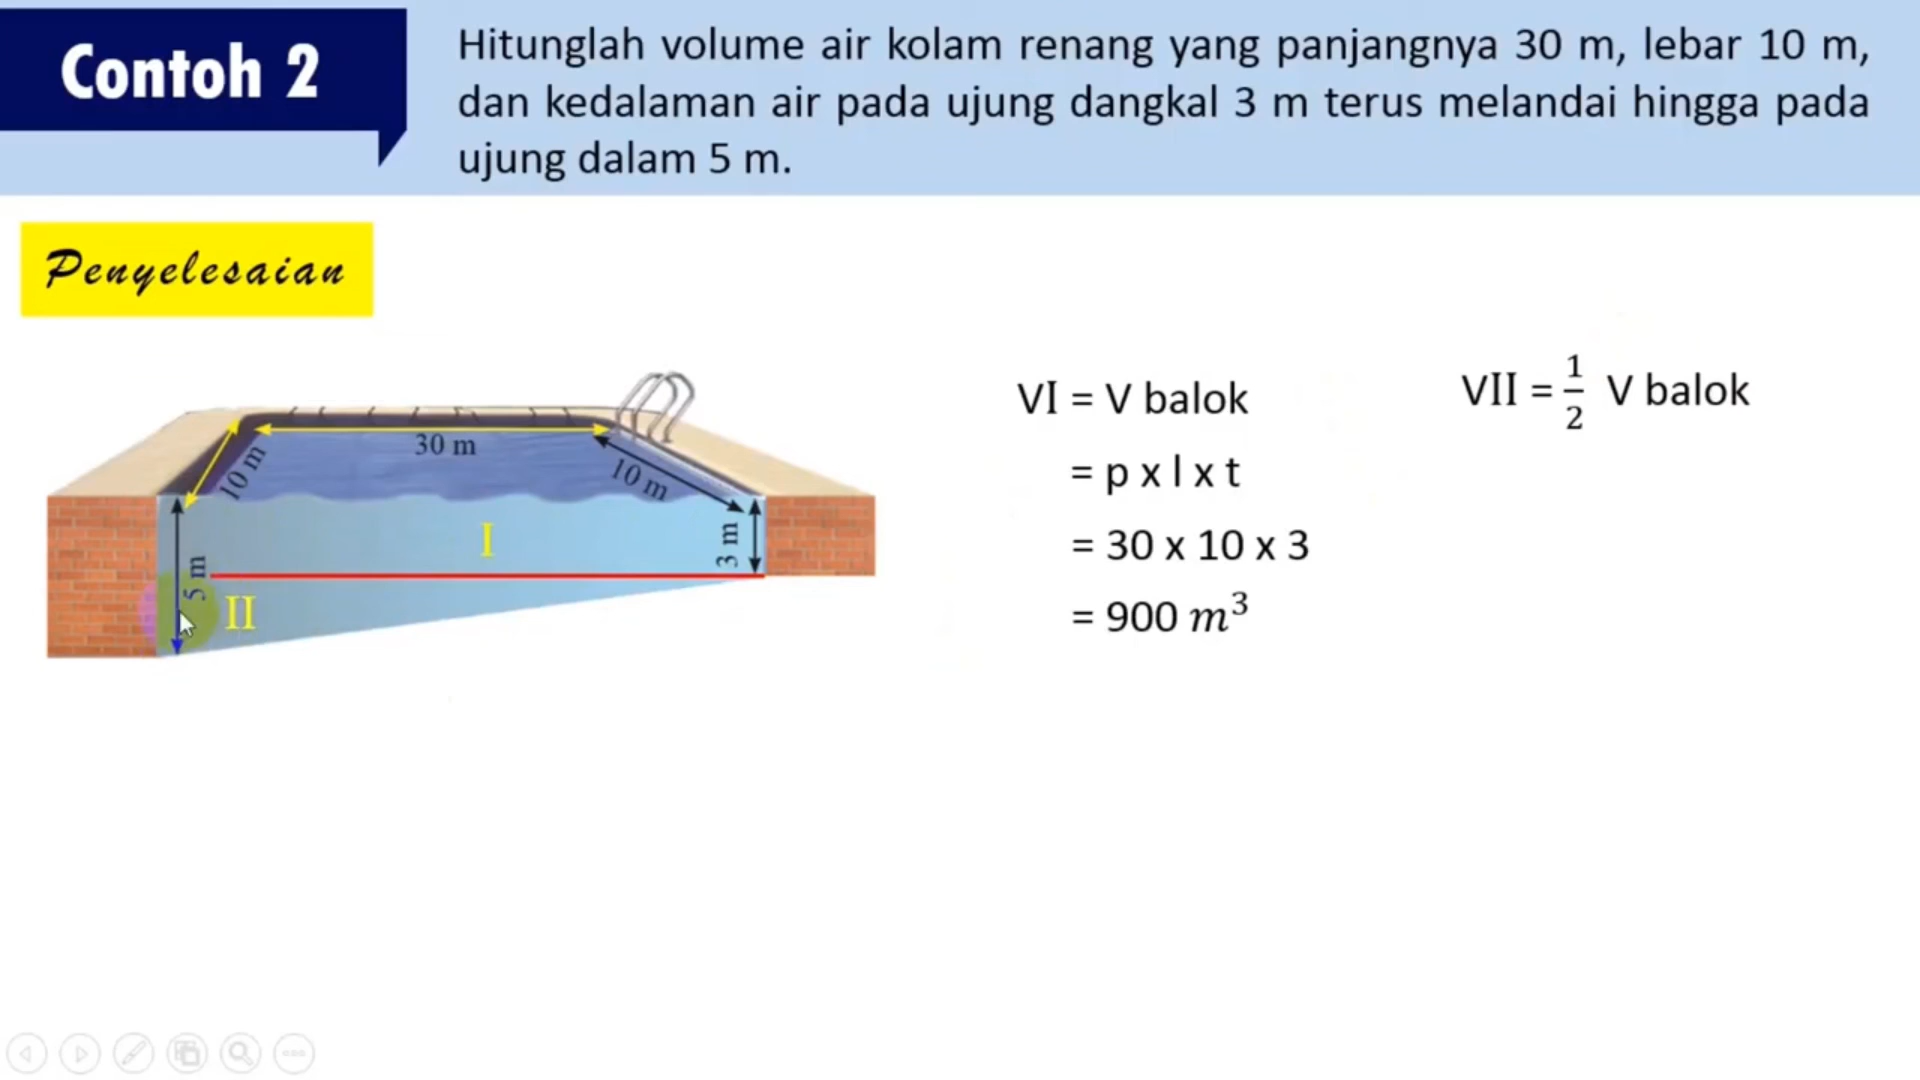 Contoh 2
Hitunglah volume air kolam renang yang panjangnya 30 m, lebar 10 m,
dan kedalaman air pada ujung dangkal 3 m terus melandai hingga pada
ujung dalam 5 m.
Penyelesaian
30 m
10 m
10 m
5 m
3 m
I
II
VI = V balok
= p x l x t
= 30 x 10 x 3
= 900 m³
VII = 1/2 V balok